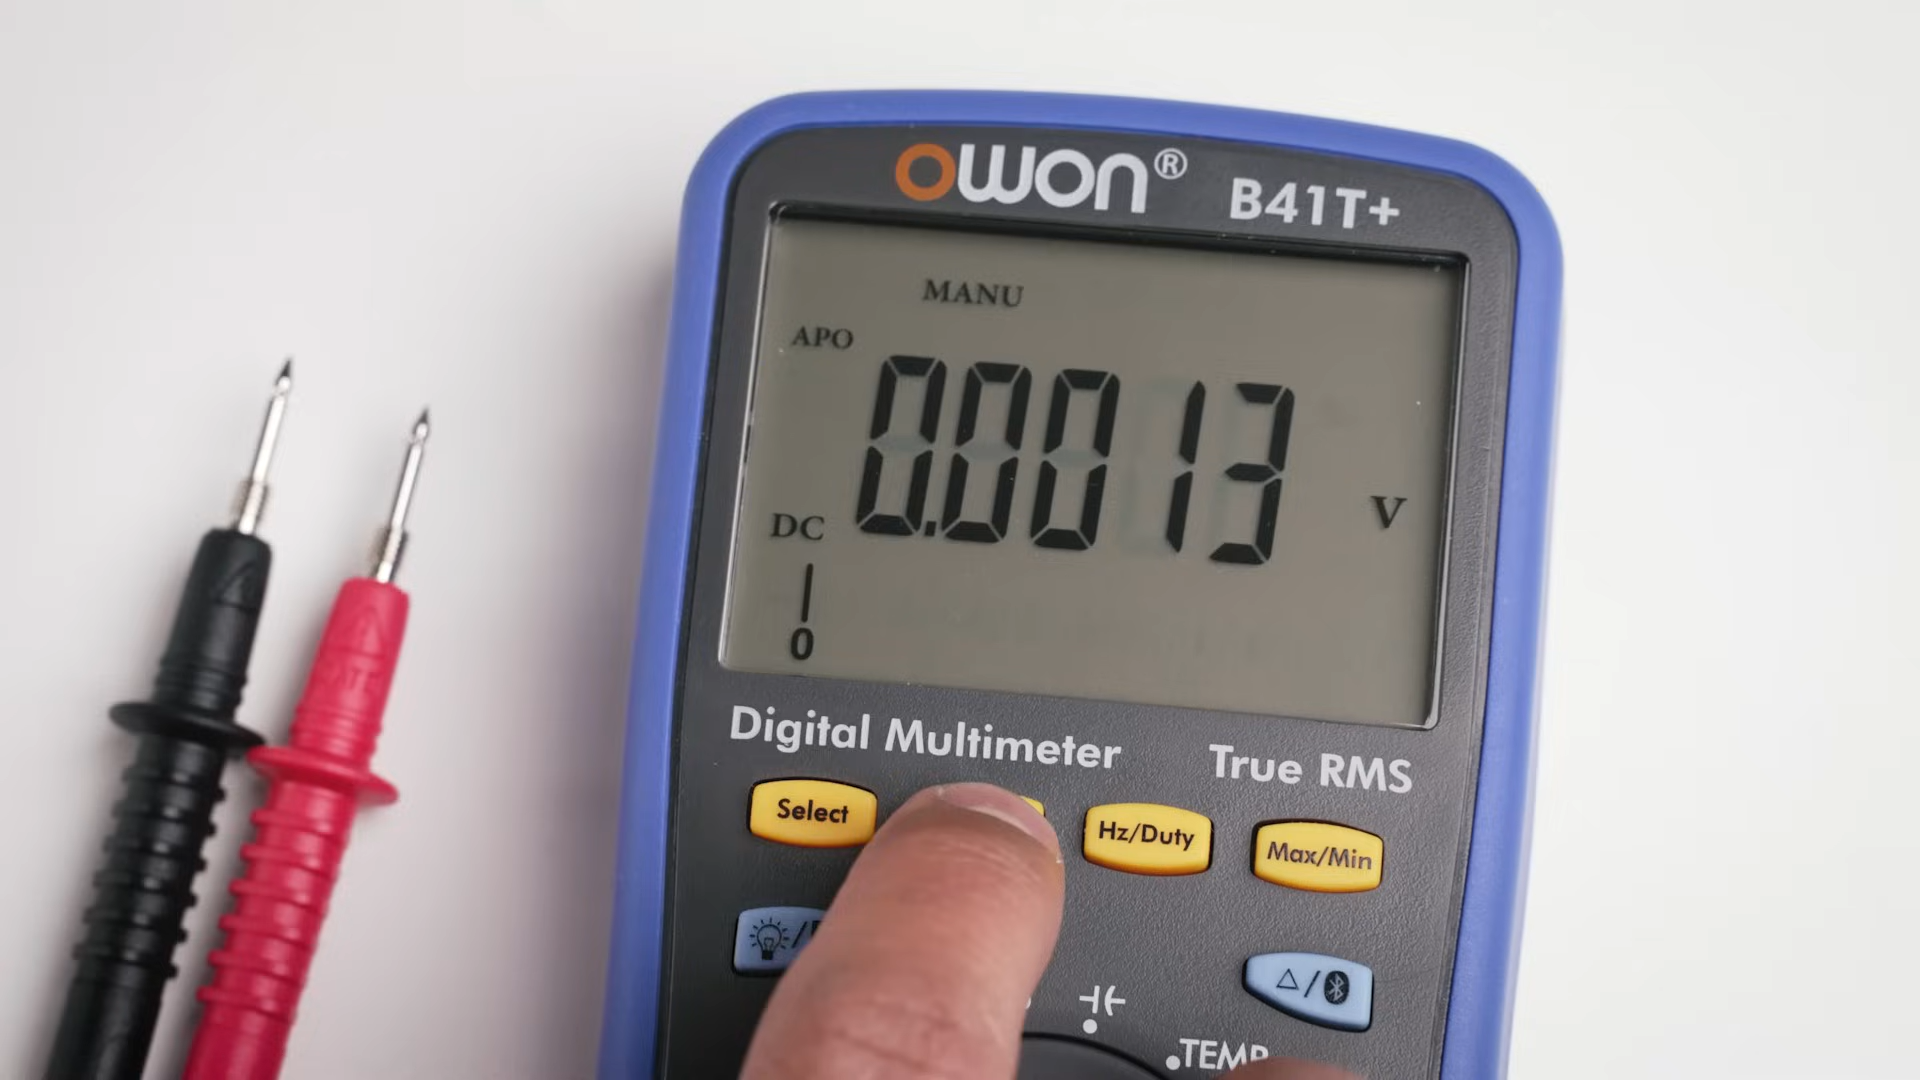 OWON® B41T+
MANU
APO
0.0013
DC
V
0
Digital Multimeter True RMS
Select
Hz/Duty
Max/Min
△/
TEMP